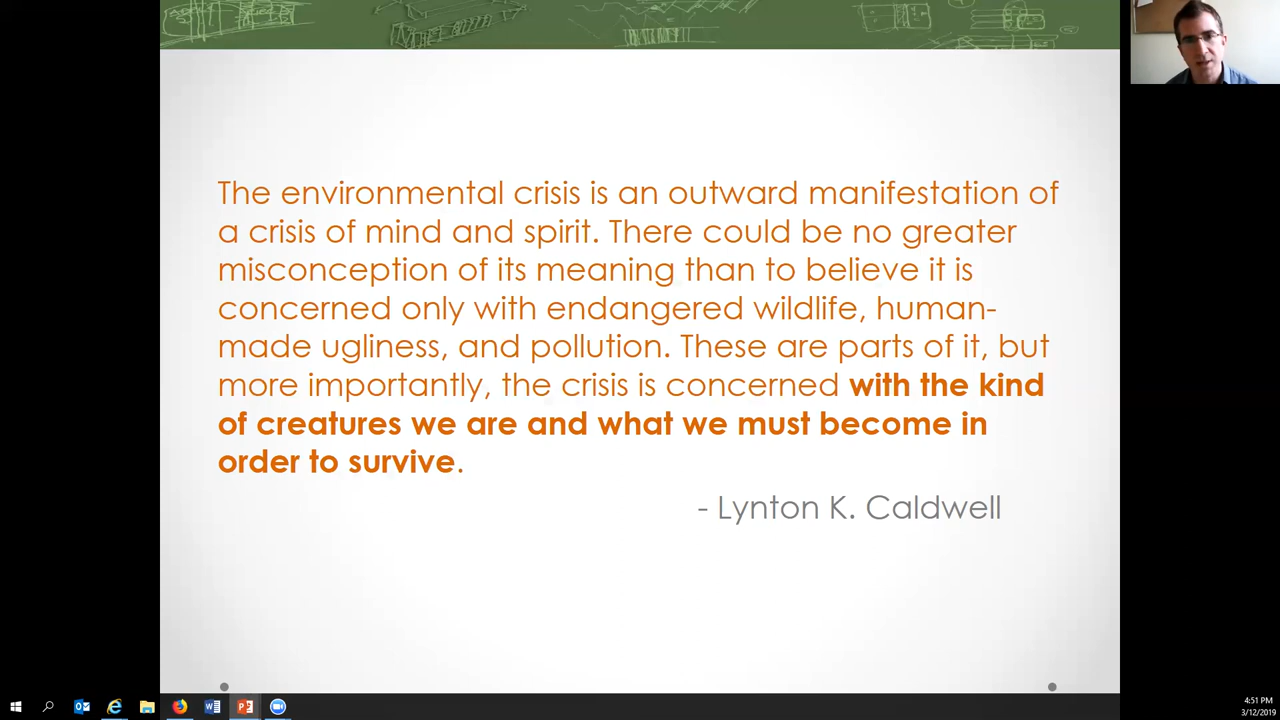 The environmental crisis is an outward manifestation of
a crisis of mind and spirit. There could be no greater
misconception of its meaning than to believe it is
concerned only with endangered wildlife, human-
made ugliness, and pollution. These are parts of it, but
more importantly, the crisis is concerned with the kind
of creatures we are and what we must become in
order to survive.
- Lynton K. Caldwell
4:51 PM
3/12/2019